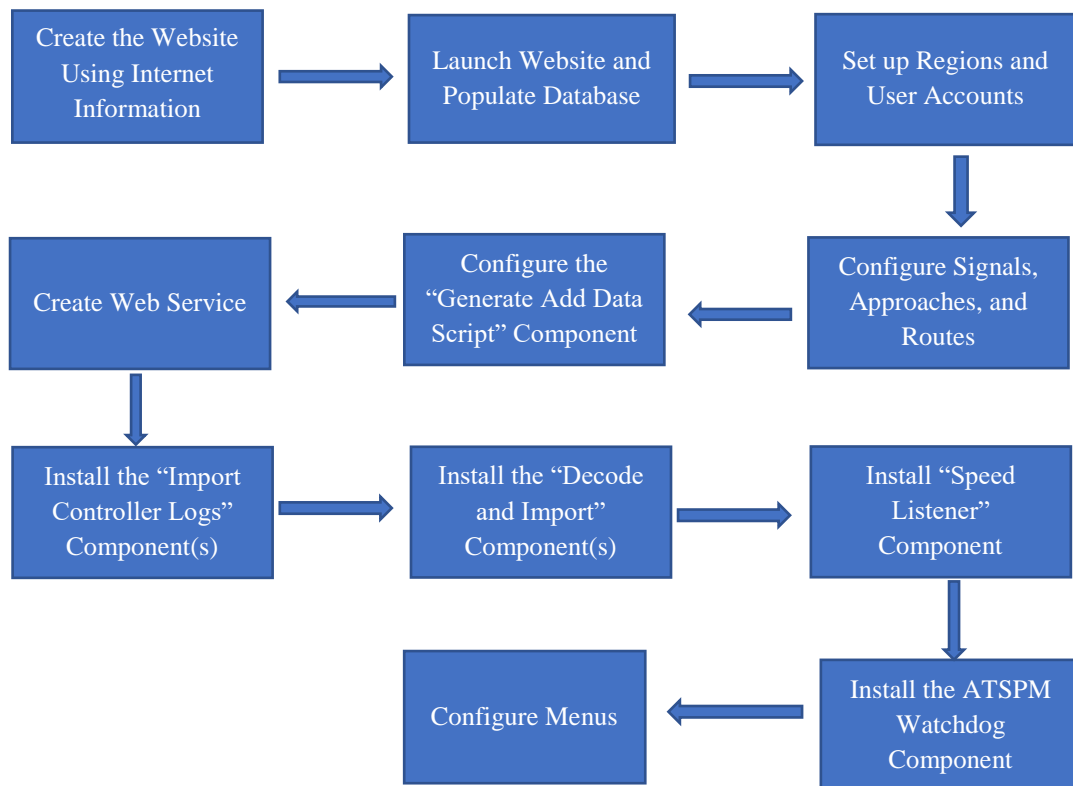 Create the Website
Using Internet
Information
Launch Website and
Populate Database
Set up Regions and
User Accounts
Configure Signals,
Approaches, and
Routes
Configure the
“Generate Add Data
Script” Component
Create Web Service
Install the “Import
Controller Logs”
Component(s)
Install the “Decode
and Import”
Component(s)
Install “Speed
Listener”
Component
Install the ATSPM
Watchdog
Component
Configure Menus